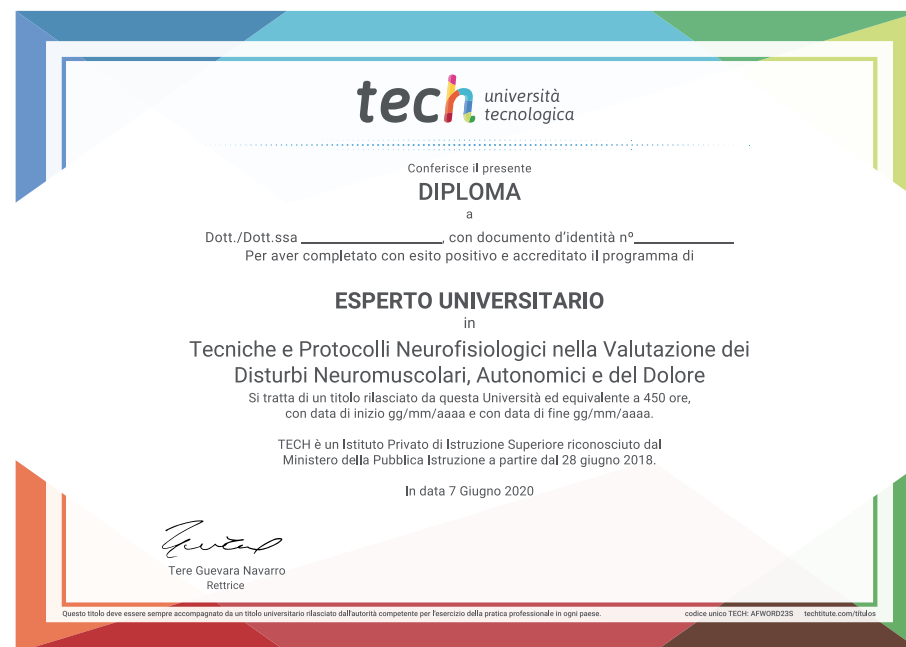 tech università
tecnologica
Conferisce il presente
DIPLOMA
a
Dott./Dott.ssa ____________________, con documento d'identità nº______________
Per aver completato con esito positivo e accreditato il programma di
ESPERTO UNIVERSITARIO
in
Tecniche e Protocolli Neurofisiologici nella Valutazione dei
Disturbi Neuromuscolari, Autonomici e del Dolore
Si tratta di un titolo rilasciato da questa Università ed equivalente a 450 ore,
con data di inizio gg/mm/aaaa e con data di fine gg/mm/aaaa.
TECH è un Istituto Privato di Istruzione Superiore riconosciuto dal
Ministero della Pubblica Istruzione a partire dal 28 giugno 2018.
In data 7 Giugno 2020
Tere Guevara Navarro
Rettrice
Questo titolo deve essere sempre accompagnato da un titolo universitario rilasciato dall'autorità competente per l'esercizio della pratica professionale in ogni paese. codice unico TECH: AFWORD23S techtitute.com/titulos